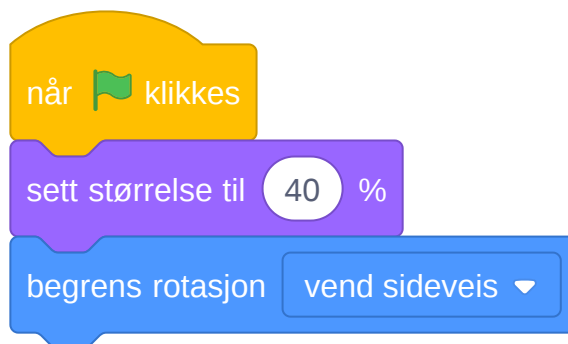 når klikkes
sett størrelse til 40 %
begrens rotasjon vend sideveis